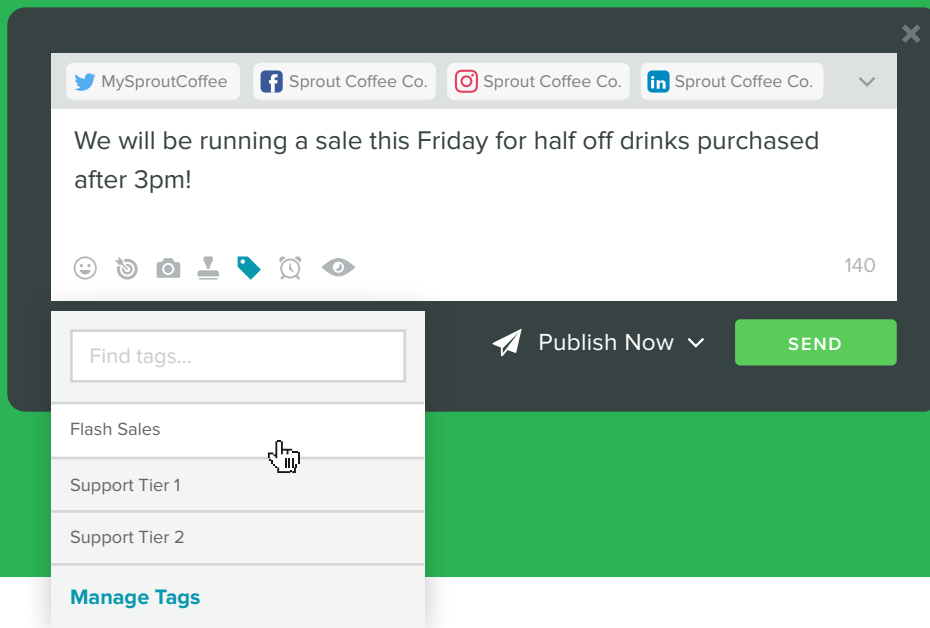 MySproutCoffee Sprout Coffee Co. Sprout Coffee Co. in Sprout Coffee Co.
We will be running a sale this Friday for half off drinks purchased
after 3pm!
140
Find tags...
Publish Now SEND
Flash Sales
Support Tier 1
Support Tier 2
Manage Tags